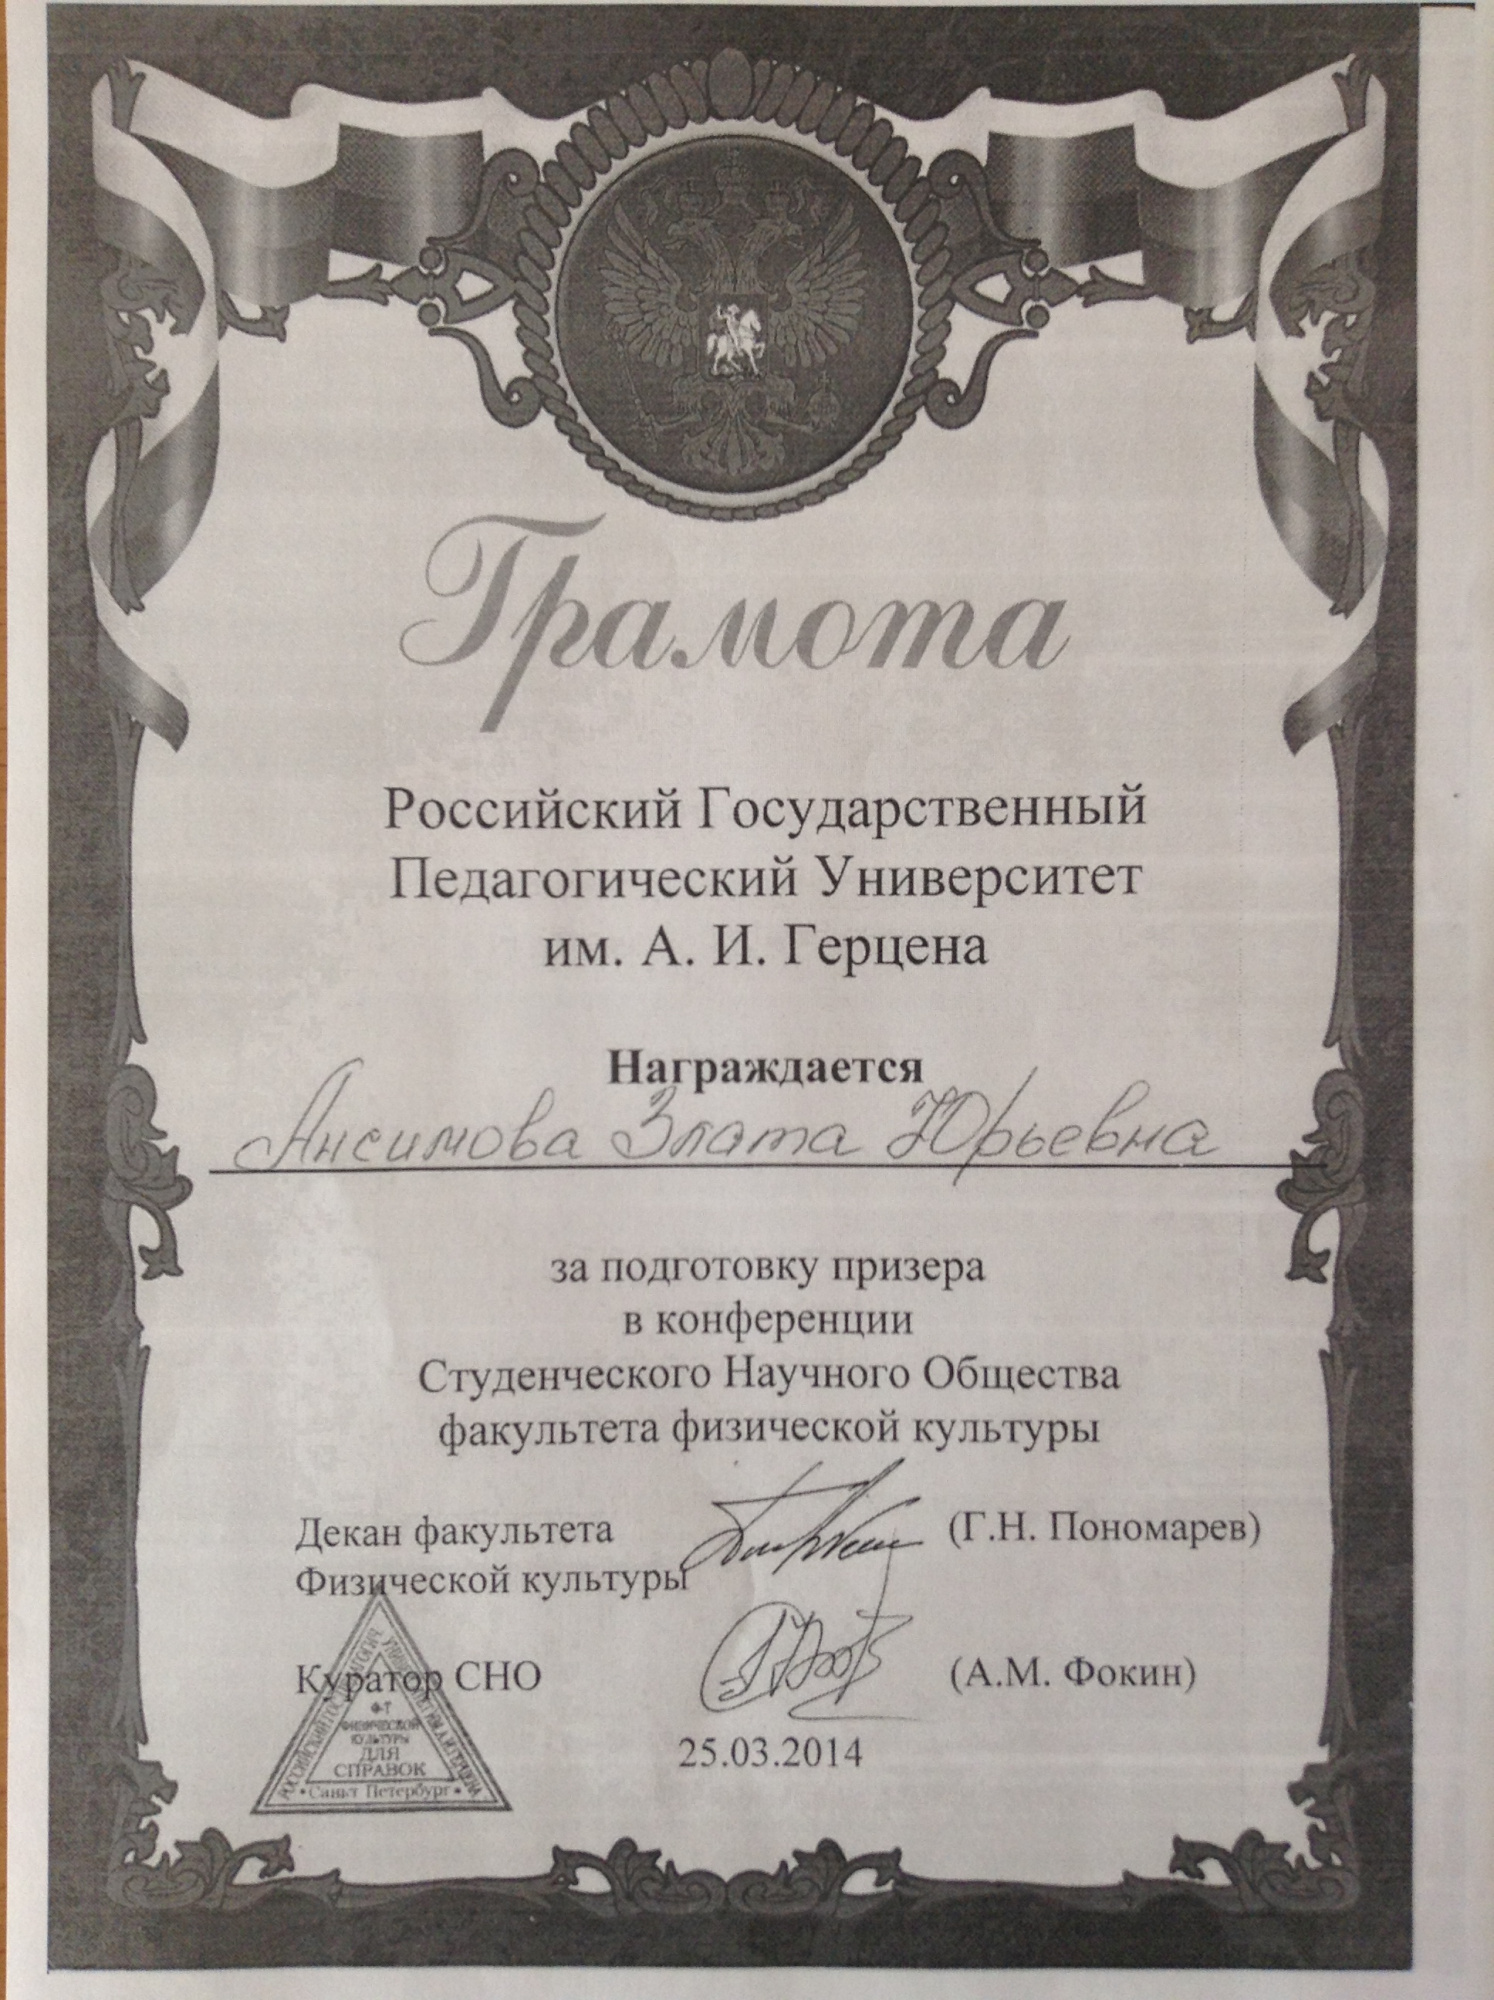 Грамота
Российский Государственный
Педагогический Университет
им. А. И. Герцена
Награждается
Ансимова Злата Юрьевна
за подготовку призера
в конференции
Студенческого Научного Общества
факультета физической культуры
Декан факультета (Г.Н. Пономарев)
Физической культуры
Куратор СНО (А.М. Фокин)
25.03.2014
Ф-Т
ФИЗИЧЕСКОЙ
КУЛЬТУРЫ
ДЛЯ
СПРАВОК
• Санкт Петербург •